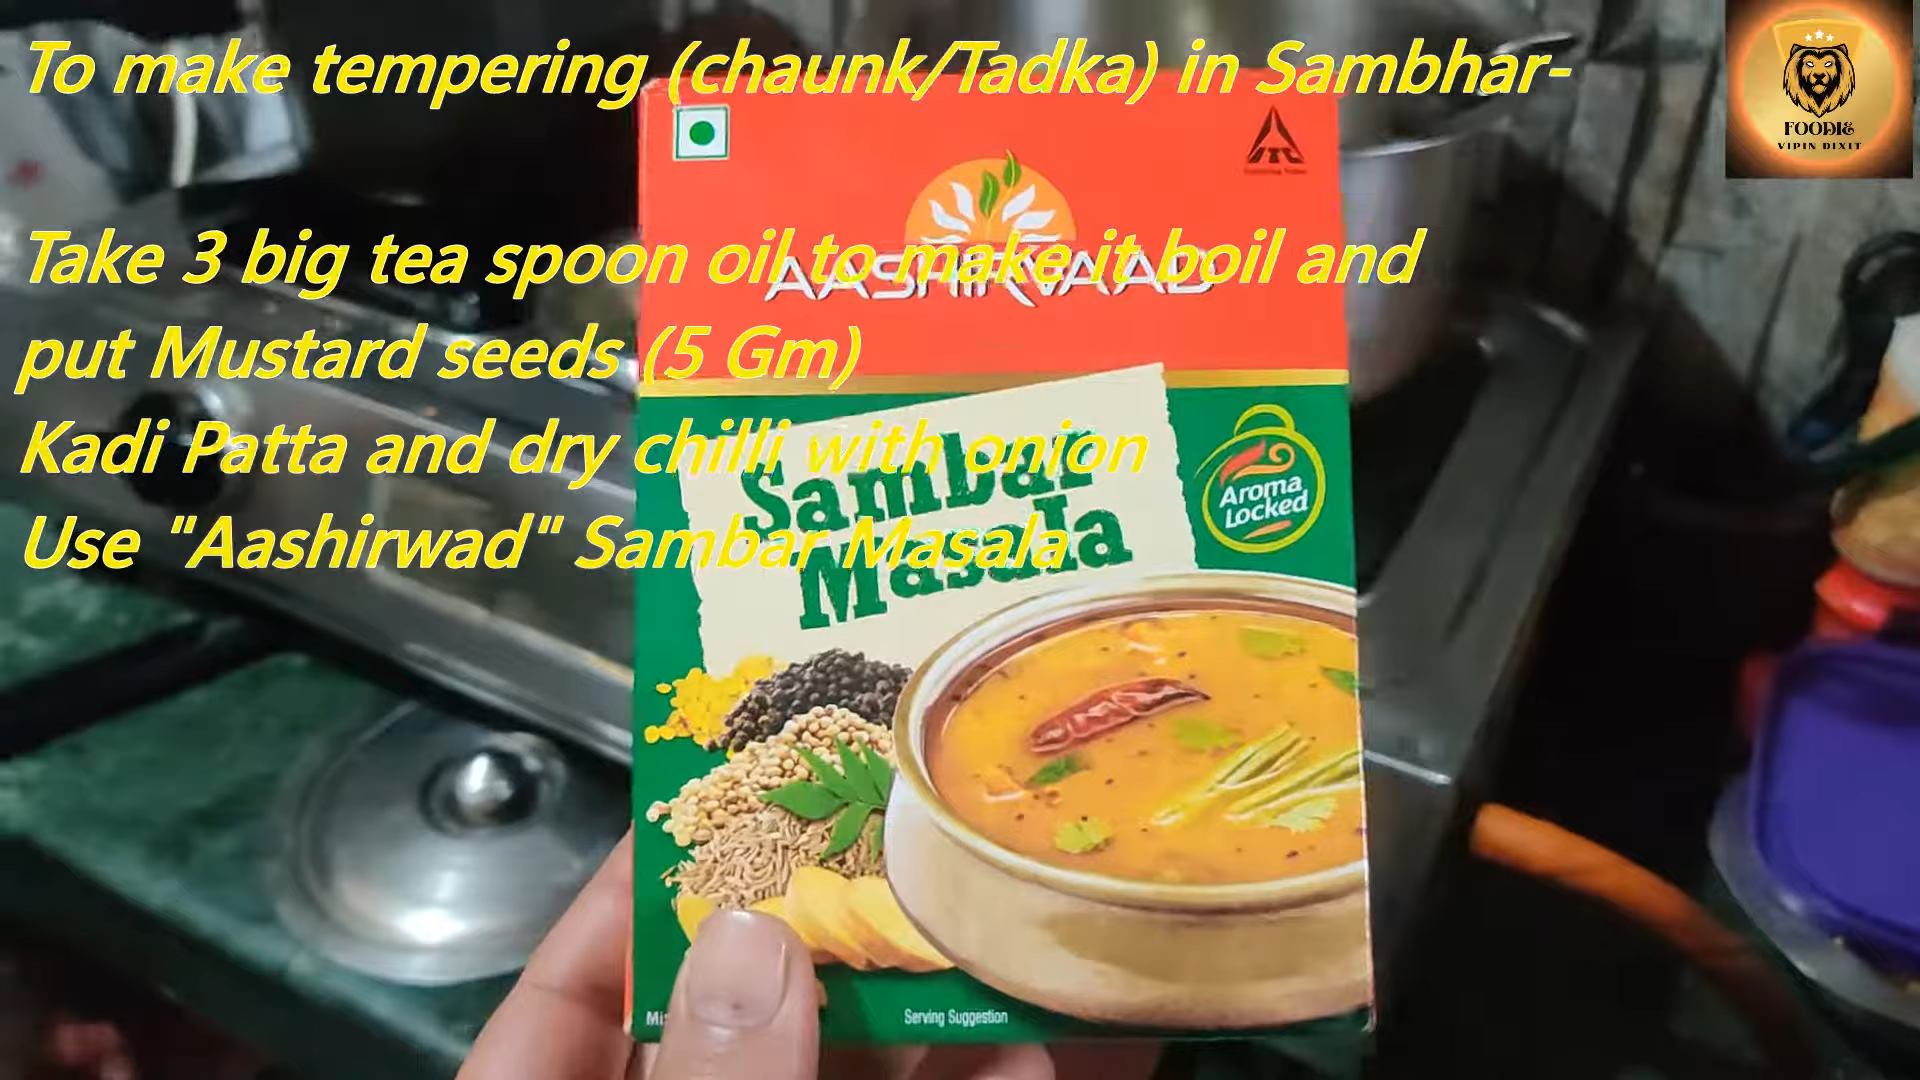 To make tempering (chaunk/Tadka) in Sambhar-
FOODIE
VIPIN DIXIT
ITC
Take 3 big tea spoon oil to make it boil and
AASHIRVAAD
put Mustard seeds (5 Gm)
Kadi Patta and dry chilli with onion
Use "Aashirwad" Sambar Masala
Sambar
Masala
Aroma
Locked
Serving Suggestion